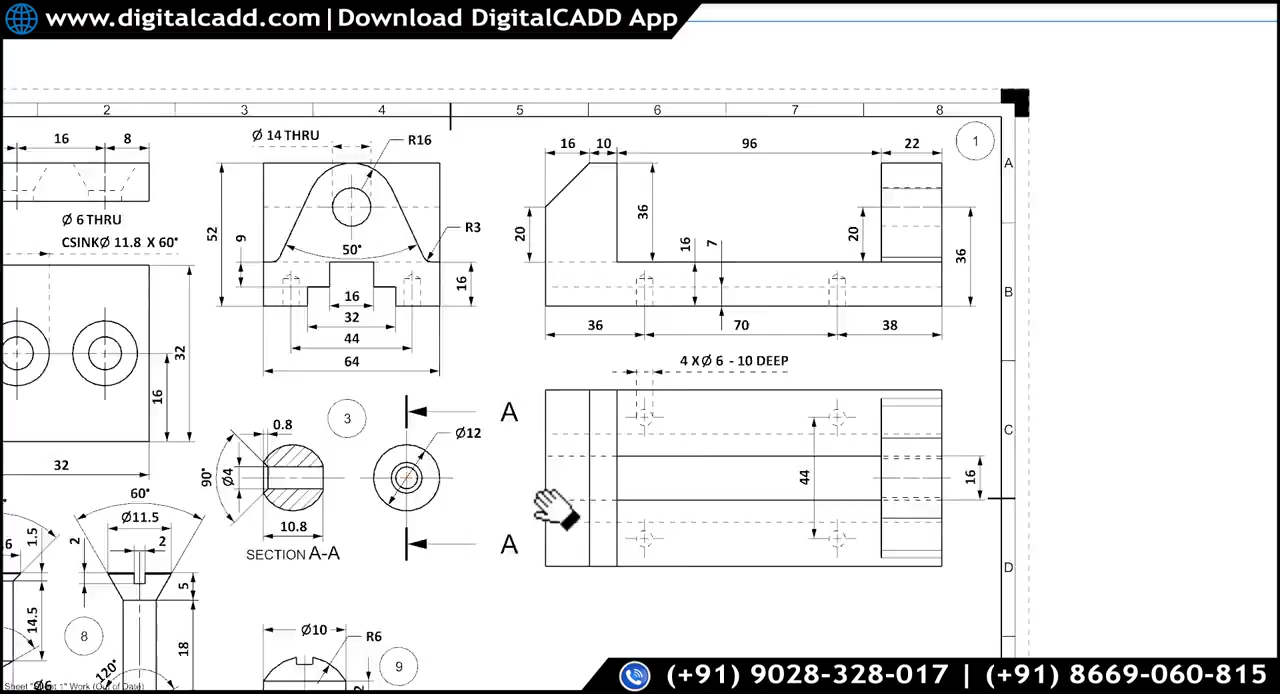 www.digitalcadd.com | Download DigitalCADD App
2 3 4 5 6 7 8
16 8
Ø 14 THRU
R16
16 10 96 22
1
A
Ø 6 THRU
CSINKØ 11.8 X 60°
52
9
50°
R3
16
16
32
44
64
20
36
16
7
20
36
B
36 70 38
32
16
32
4 X Ø 6 - 10 DEEP
0.8
3
A
Ø12
90°
Ø4
10.8
SECTION A-A
A
44
16
C
D
60°
Ø11.5
2
2
1.5
5
14.5
8
18
120°
Ø10
R6
9
Ø6
(+91) 9028-328-017 | (+91) 8669-060-815